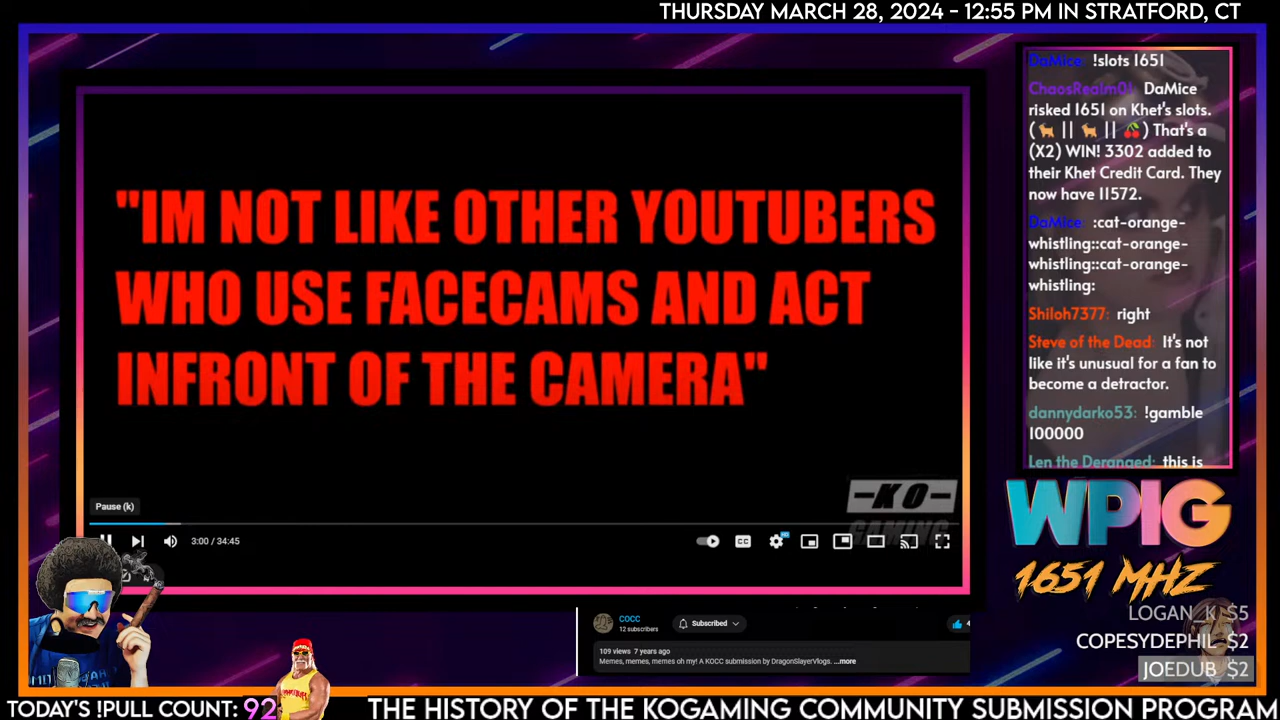 THURSDAY MARCH 28, 2024 - 12:55 PM IN STRATFORD, CT
"IM NOT LIKE OTHER YOUTUBERS
WHO USE FACECAMS AND ACT
INFRONT OF THE CAMERA"
-KO-
GAMING
Pause (k)
3:00 / 34:45
CC
COCC
12 subscribers
Subscribed
4
109 views 7 years ago
Memes, memes, memes oh my! A KOCC submission by DragonSlayerVlogs. ...more
DaMice: !slots 1651
ChaosRealm01: DaMice
risked 1651 on Khet's slots.
( 🐕 || 🐕 || 🍒 ) That's a
(X2) WIN! 3302 added to
their Khet Credit Card. They
now have 11572.
DaMice: :cat-orange-
whistling::cat-orange-
whistling::cat-orange-
whistling:
Shiloh7377: right
Steve of the Dead: It's not
like it's unusual for a fan to
become a detractor.
dannydarko53: !gamble
100000
Len the Deranged: this is
WPIG
1651 MHZ
LOGAN_K $5
COPESYDEPHIL $2
JOEDUB $2
TODAY'S !PULL COUNT: 92
THE HISTORY OF THE KOGAMING COMMUNITY SUBMISSION PROGRAM